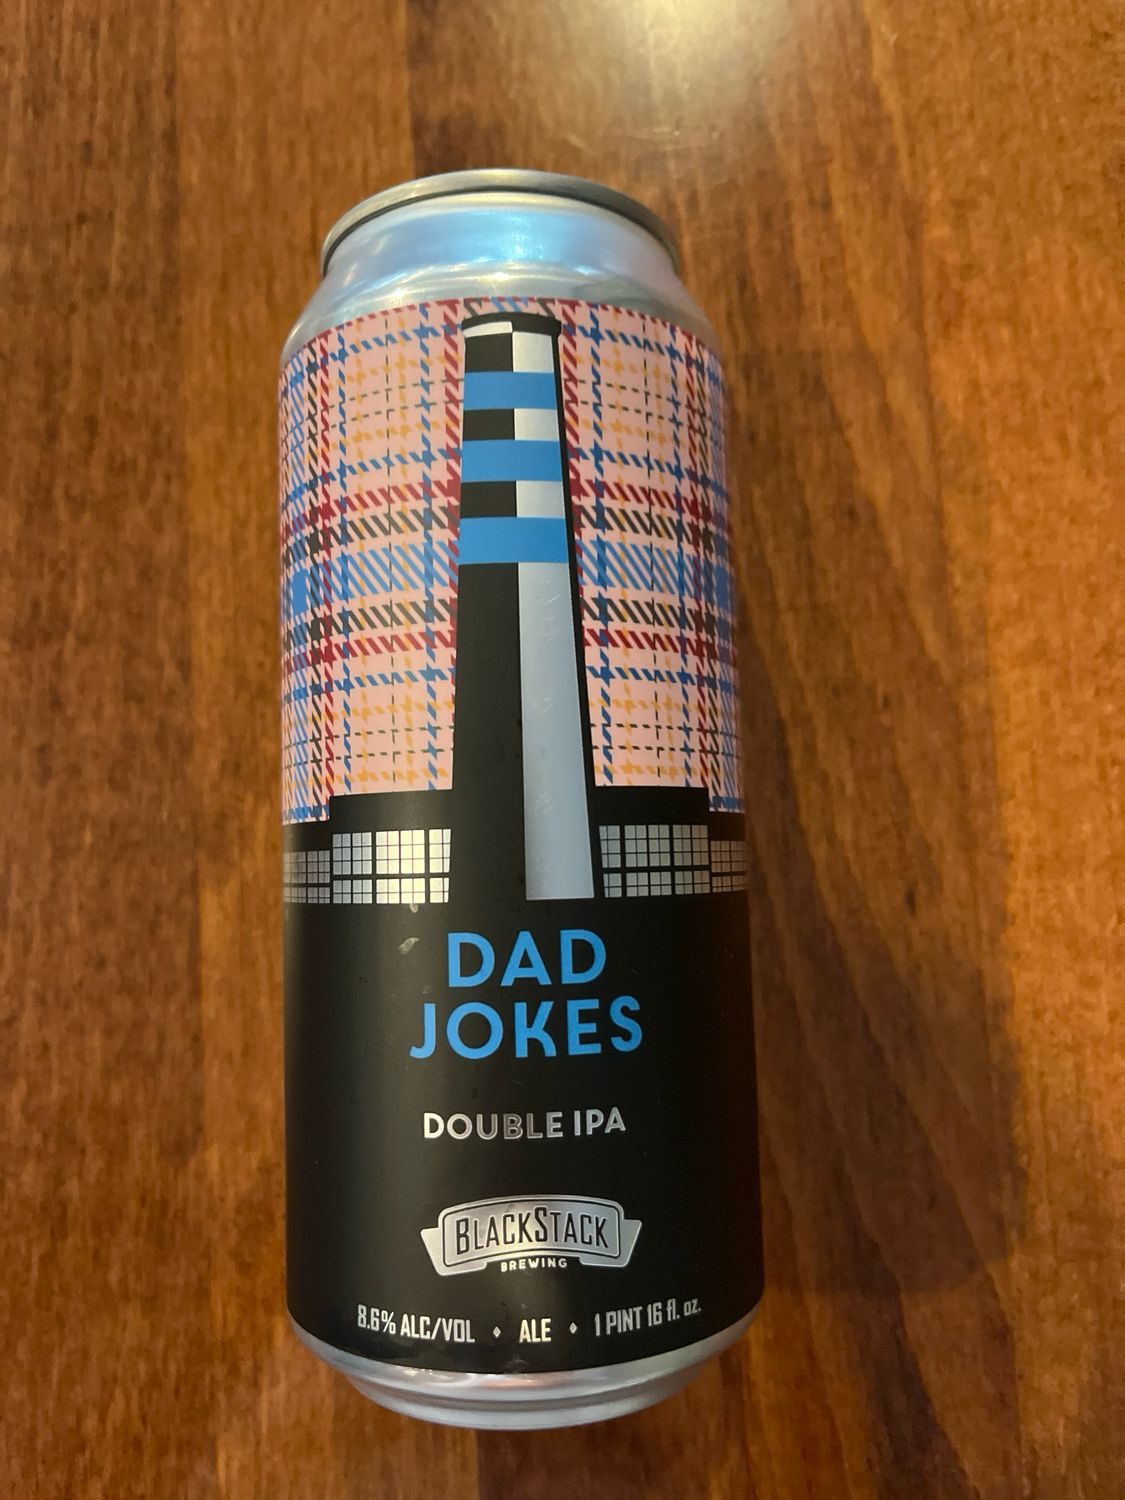 DAD
JOKES
DOUBLE IPA
BLACKSTACK
BREWING
8.6% ALC/VOL ⬧ ALE ⬧ 1 PINT 16 fl. oz.